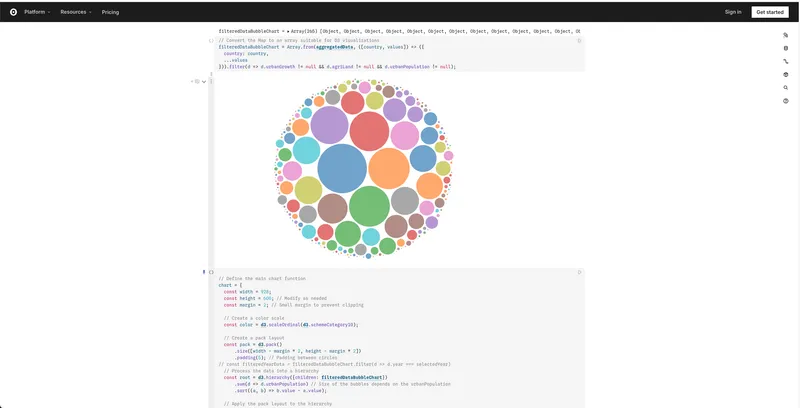 Platform Resources Pricing Sign in Get started
filteredDataBubbleChart = ▸ Array(260) [Object, Object, Object, Object, Object, Object, Object, Object, Object, Object, Object, Object, Ob
// Convert the Map to an array suitable for D3 visualizations
filteredDataBubbleChart = Array.from(aggregatedData, ([country, values]) => ({
country: country,
...values
})).filter(d => d.urbanGrowth != null && d.agriLand != null && d.urbanPopulation != null);
// Define the main chart function
chart = {
const width =
const height = 600; // Modify as needed
const margin = 2; // Small margin to prevent clipping
// Create a color scale
const color = d3.scaleOrdinal(d3.schemeCategory10);
// Create a pack layout
const pack = d3.pack()
.size([width - margin * 2, height - margin * 2])
.padding(3); // Padding between circles
// const filteredYearData = filteredDataBubbleChart.filter(d => d.year === selectedYear)
// Process the data into a hierarchy
const root = d3.hierarchy({children: filteredDataBubbleChart})
.sum(d => d.urbanPopulation) // Size of the bubbles depends on the urbanPopulation
.sort((a, b) => b.value - a.value);
// Apply the pack layout to the hierarchy